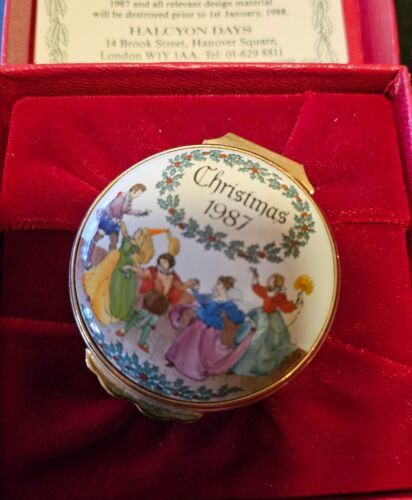 1987 and all relevant design material
will be destroyed prior to 1st January, 1988.
HALCYON DAYS
14 Brook Street, Hanover Square,
London W1Y 1AA. Tel: 01-629 8811
Christmas
1987